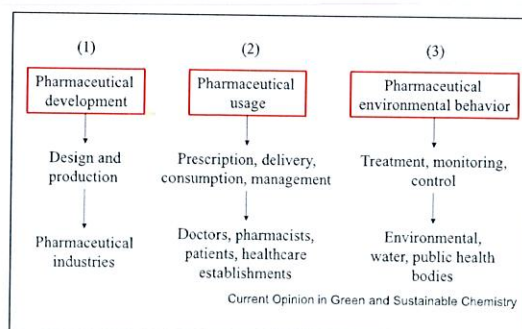 (1)
Pharmaceutical
development
Design and
production
Pharmaceutical
industries
(2)
Pharmaceutical
usage
Prescription, delivery,
consumption, management
Doctors, pharmacists,
patients, healthcare
establishments
(3)
Pharmaceutical
environmental behavior
Treatment, monitoring,
control
Environmental,
water, public health
bodies
Current Opinion in Green and Sustainable Chemistry